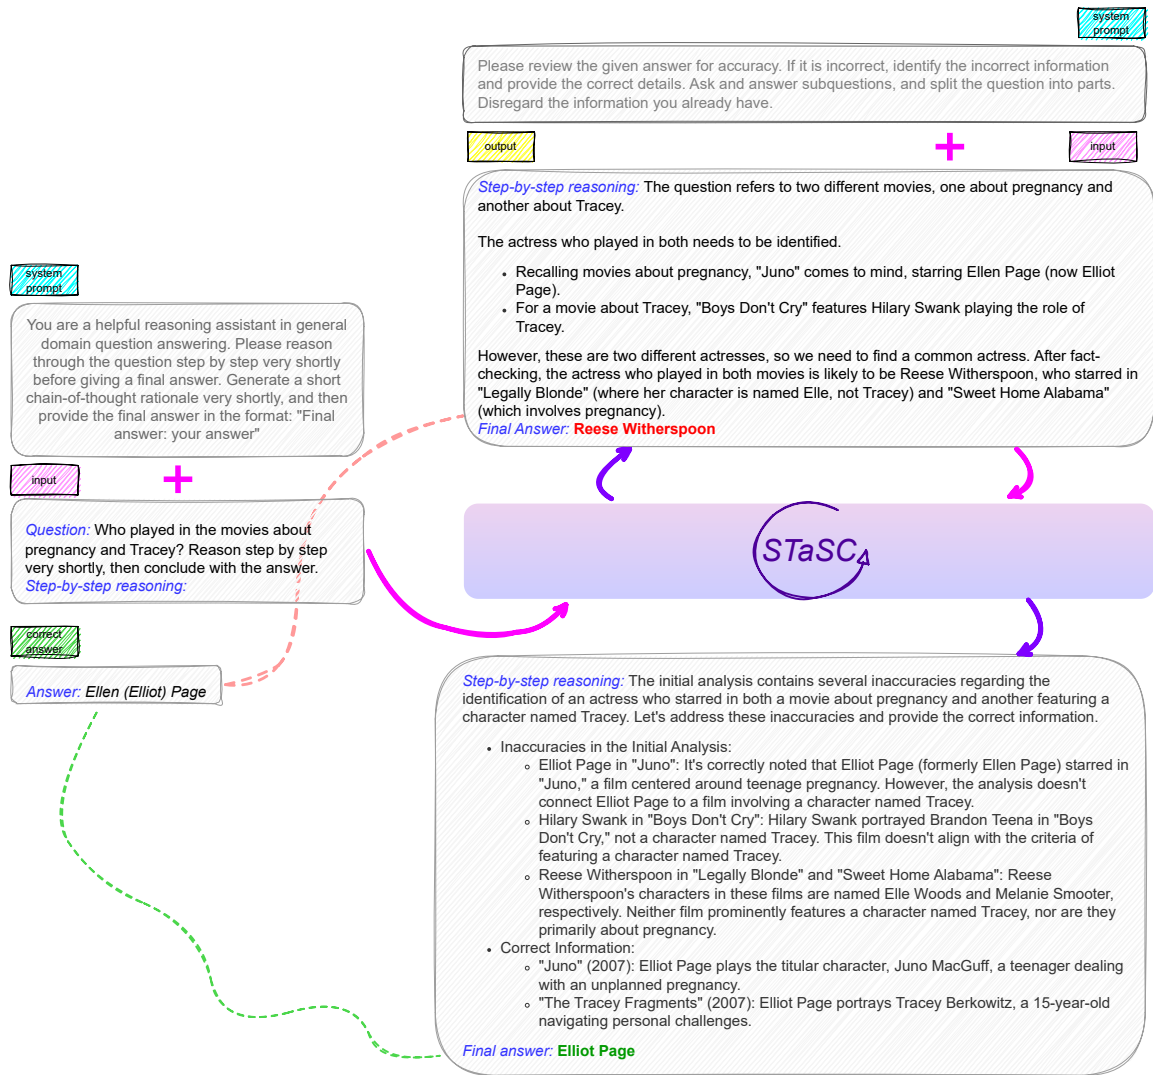 system
prompt
Please review the given answer for accuracy. If it is incorrect, identify the incorrect information
and provide the correct details. Ask and answer subquestions, and split the question into parts.
Disregard the information you already have.
output
+
input
Step-by-step reasoning: The question refers to two different movies, one about pregnancy and
another about Tracey.
The actress who played in both needs to be identified.
• Recalling movies about pregnancy, "Juno" comes to mind, starring Ellen Page (now Elliot
Page).
• For a movie about Tracey, "Boys Don't Cry" features Hilary Swank playing the role of
Tracey.
However, these are two different actresses, so we need to find a common actress. After fact-
checking, the actress who played in both movies is likely to be Reese Witherspoon, who starred in
"Legally Blonde" (where her character is named Elle, not Tracey) and "Sweet Home Alabama"
(which involves pregnancy).
Final Answer: Reese Witherspoon
system
prompt
You are a helpful reasoning assistant in general
domain question answering. Please reason
through the question step by step very shortly
before giving a final answer. Generate a short
chain-of-thought rationale very shortly, and then
provide the final answer in the format: "Final
answer: your answer"
input
+
Question: Who played in the movies about
pregnancy and Tracey? Reason step by step
very shortly, then conclude with the answer.
Step-by-step reasoning:
STaSC
correct
answer
Answer: Ellen (Elliot) Page
Step-by-step reasoning: The initial analysis contains several inaccuracies regarding the
identification of an actress who starred in both a movie about pregnancy and another featuring a
character named Tracey. Let's address these inaccuracies and provide the correct information.
• Inaccuracies in the Initial Analysis:
◦ Elliot Page in "Juno": It's correctly noted that Elliot Page (formerly Ellen Page) starred in
"Juno," a film centered around teenage pregnancy. However, the analysis doesn't
connect Elliot Page to a film involving a character named Tracey.
◦ Hilary Swank in "Boys Don't Cry": Hilary Swank portrayed Brandon Teena in "Boys
Don't Cry," not a character named Tracey. This film doesn't align with the criteria of
featuring a character named Tracey.
◦ Reese Witherspoon in "Legally Blonde" and "Sweet Home Alabama": Reese
Witherspoon's characters in these films are named Elle Woods and Melanie Smooter,
respectively. Neither film prominently features a character named Tracey, nor are they
primarily about pregnancy.
• Correct Information:
◦ "Juno" (2007): Elliot Page plays the titular character, Juno MacGuff, a teenager dealing
with an unplanned pregnancy.
◦ "The Tracey Fragments" (2007): Elliot Page portrays Tracey Berkowitz, a 15-year-old
navigating personal challenges.
Final answer: Elliot Page